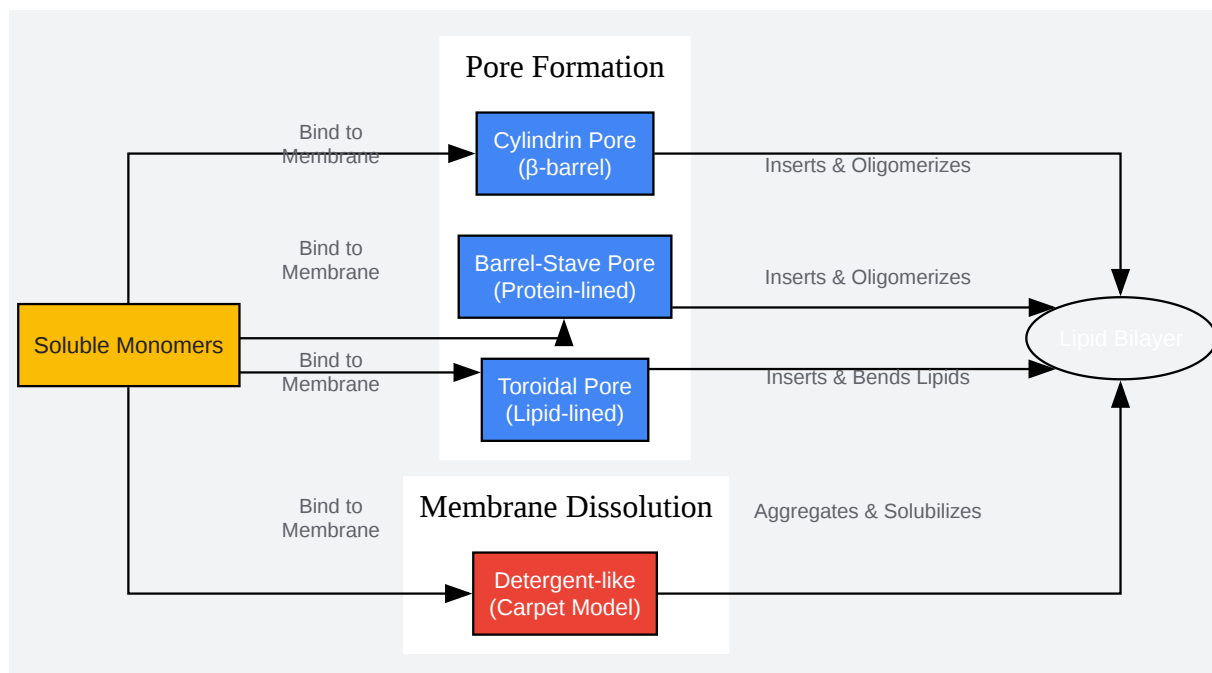 Pore Formation
Bind to
Membrane
Cylindrin Pore
(β-barrel)
Inserts & Oligomerizes
Bind to
Membrane
Barrel-Stave Pore
(Protein-lined)
Inserts & Oligomerizes
Soluble Monomers
Lipid Bilayer
Bind to
Membrane
Toroidal Pore
(Lipid-lined)
Inserts & Bends Lipids
Membrane Dissolution
Bind to
Membrane
Aggregates & Solubilizes
Detergent-like
(Carpet Model)